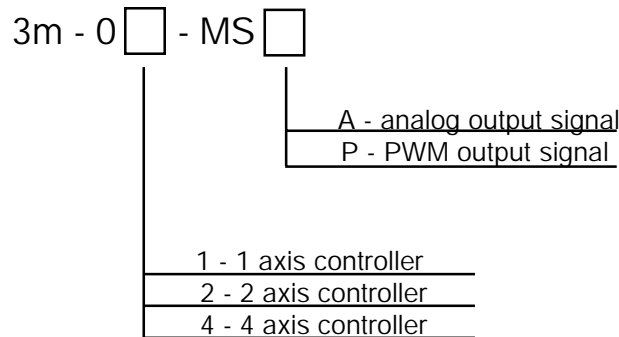 3m - 0 - MS
A - analog output signal
P - PWM output signal
1 - 1 axis controller
2 - 2 axis controller
4 - 4 axis controller